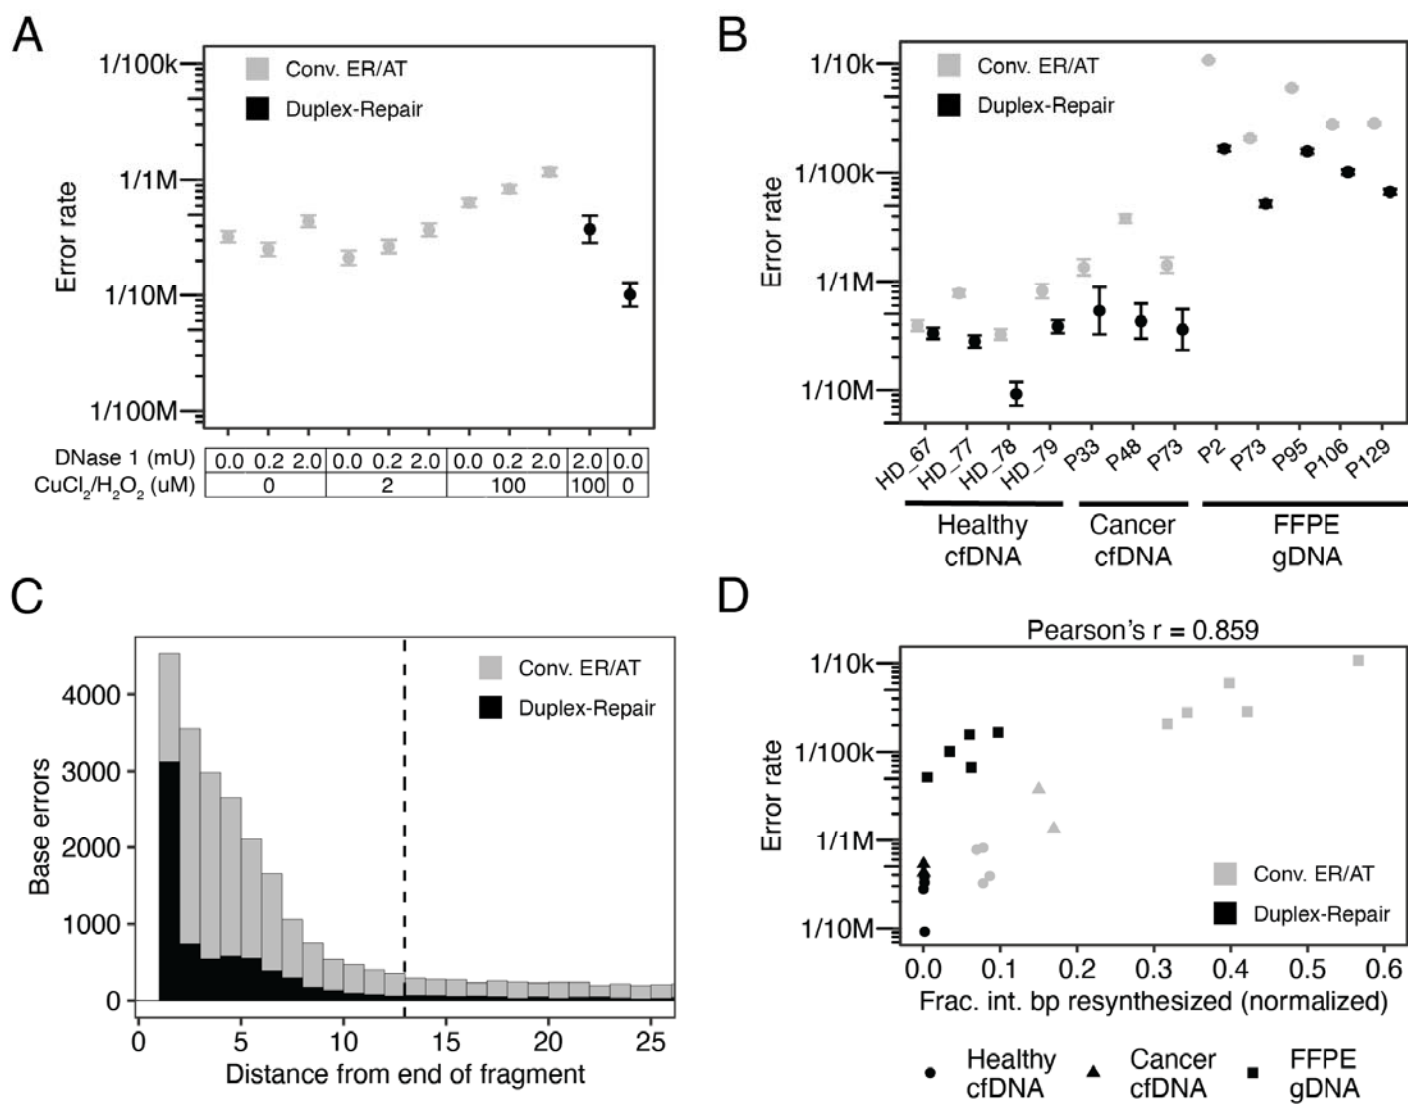 A
Error rate
1/100k
1/1M
1/10M
1/100M
Conv. ER/AT
Duplex-Repair
DNase 1 (mU) 0.0 0.2 2.0 0.0 0.2 2.0 0.0 0.2 2.0 2.0 0.0
CuCl2/H2O2 (uM) 0 2 100 100 0
B
Error rate
1/10k
1/100k
1/1M
1/10M
Conv. ER/AT
Duplex-Repair
HD_67 HD_77 HD_78 HD_79 P33 P48 P73 P2 P73 P95 P106 P129
Healthy cfDNA
Cancer cfDNA
FFPE gDNA
C
Base errors
4000
3000
2000
1000
0
Conv. ER/AT
Duplex-Repair
0 5 10 15 20 25
Distance from end of fragment
D
Pearson's r = 0.859
Error rate
1/10k
1/100k
1/1M
1/10M
Conv. ER/AT
Duplex-Repair
0.0 0.1 0.2 0.3 0.4 0.5 0.6
Frac. int. bp resynthesized (normalized)
Healthy cfDNA
Cancer cfDNA
FFPE gDNA